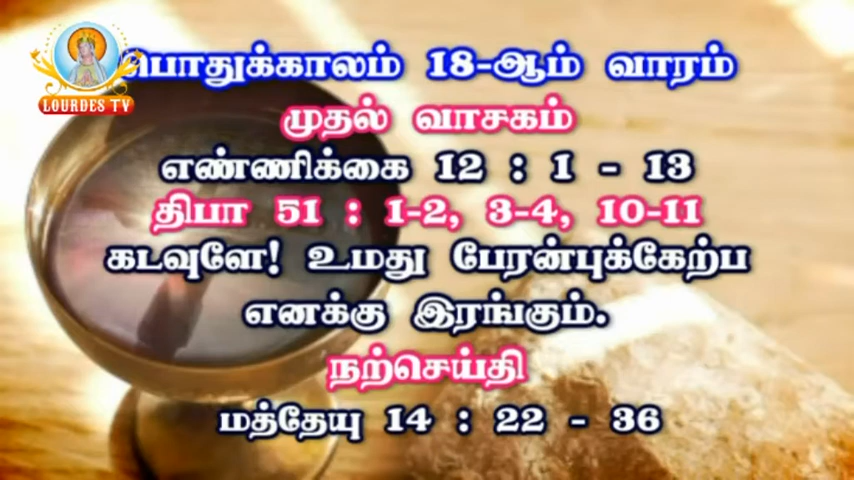 LOURDES TV
பொதுக்காலம் 18-ஆம் வாரம்
முதல் வாசகம்
எண்ணிக்கை 12 : 1 - 13
திபா 51 : 1-2, 3-4, 10-11
கடவுளே! உமது பேரன்புக்கேற்ப
எனக்கு இரங்கும்.
நற்செய்தி
மத்தேயு 14 : 22 - 36